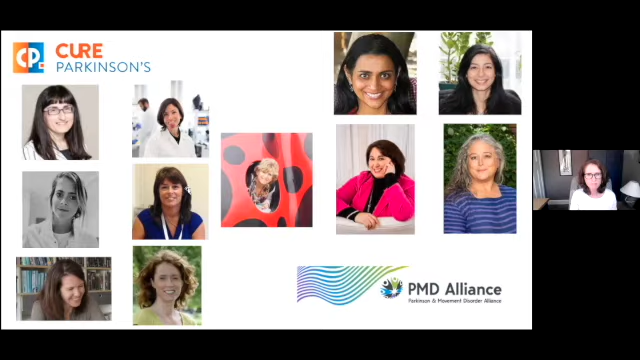 CP:
CURE
PARKINSON'S
PMD Alliance
Parkinson & Movement Disorder Alliance